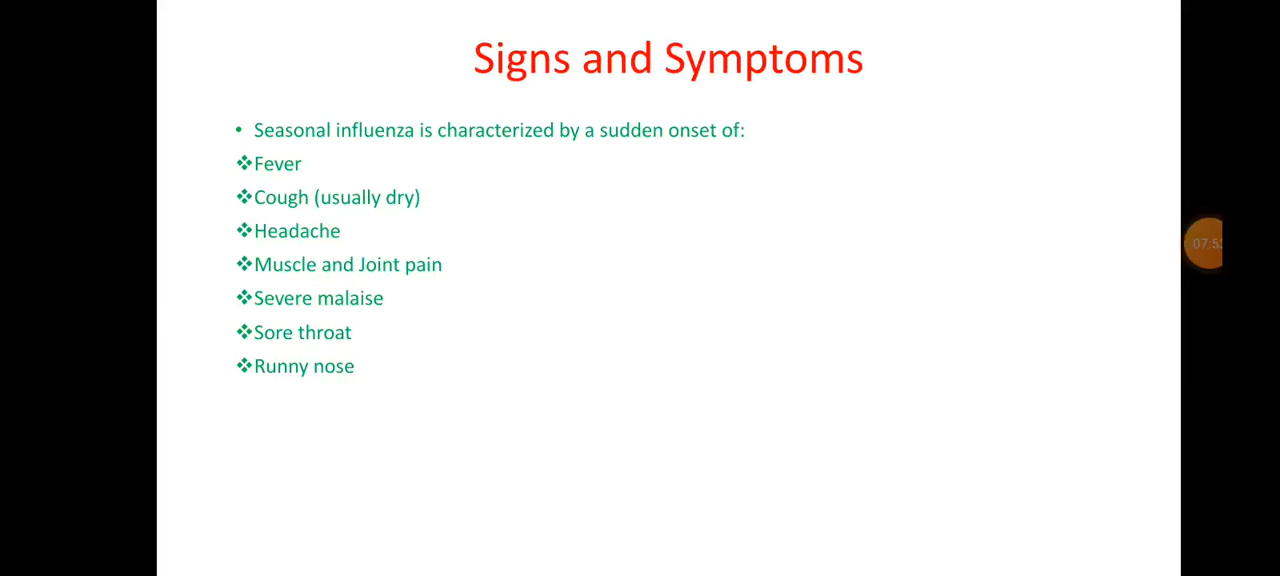 Signs and Symptoms
• Seasonal influenza is characterized by a sudden onset of:
❖Fever
❖Cough (usually dry)
❖Headache
❖Muscle and Joint pain
❖Severe malaise
❖Sore throat
❖Runny nose